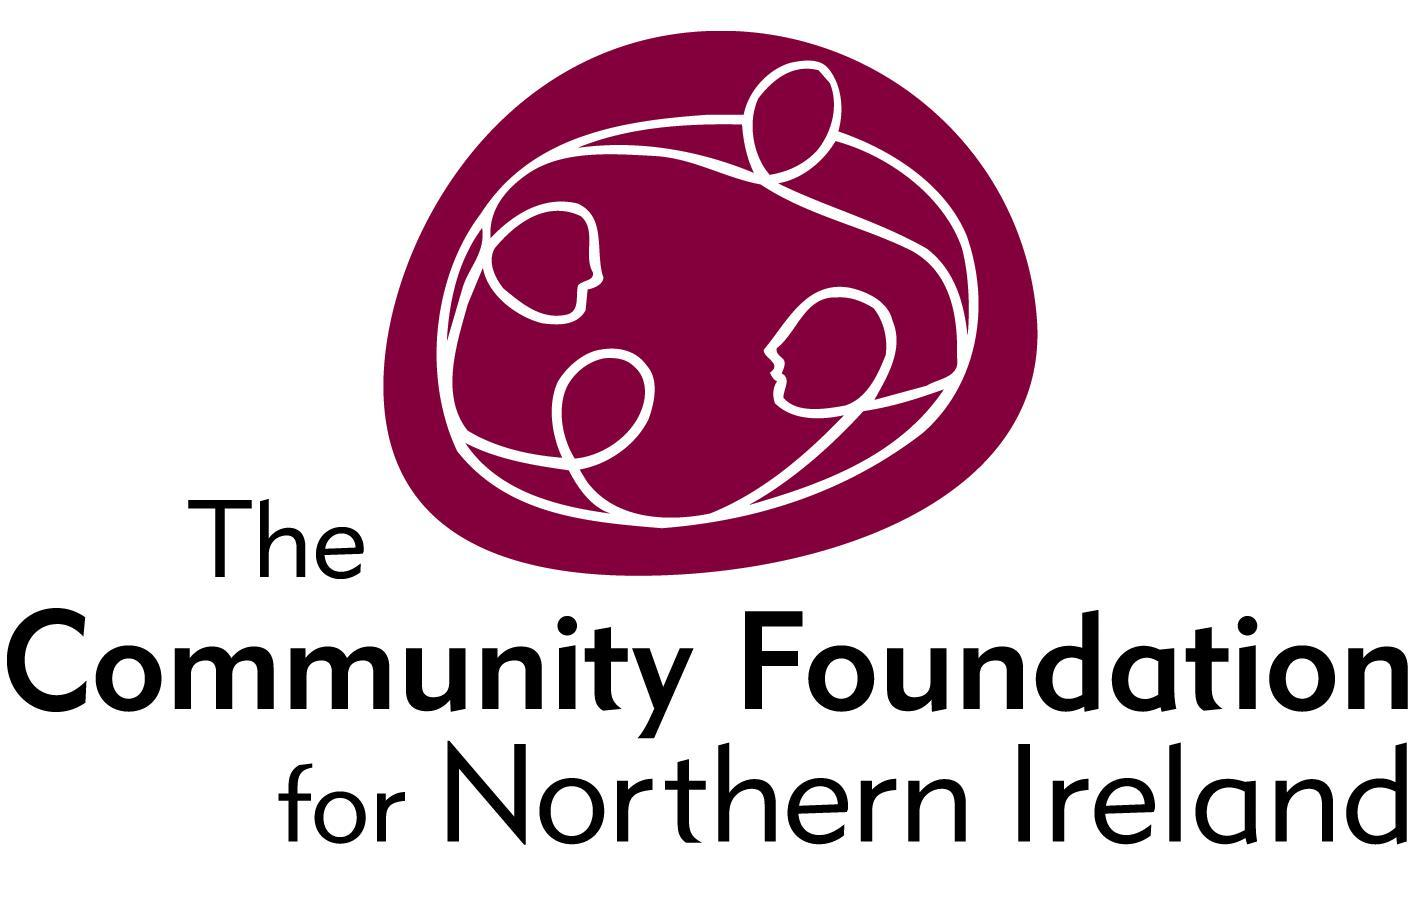 The
Community Foundation
for Northern Ireland